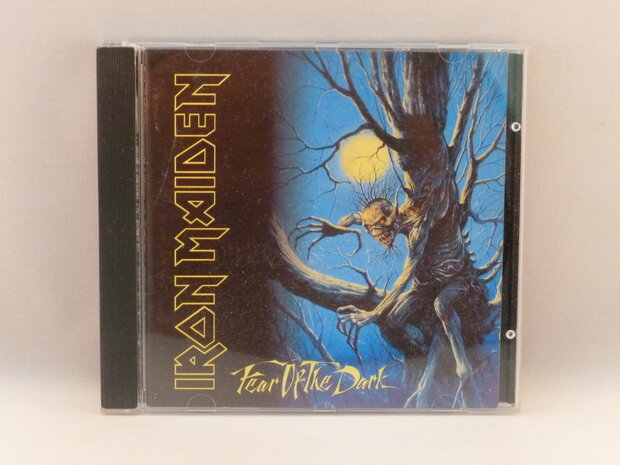 IRON MAIDEN
Fear Of The Dark